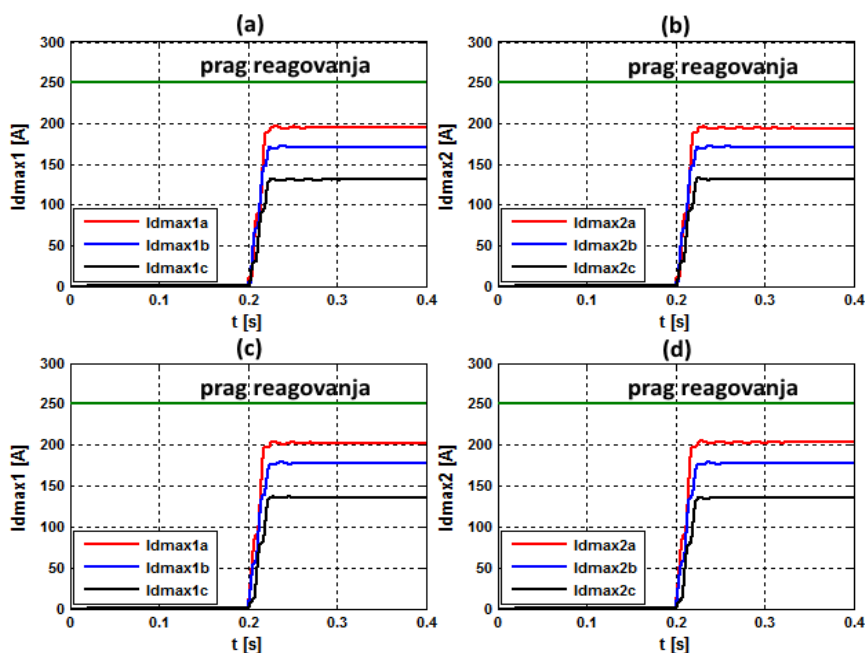 (a)
300
250
200
150
100
50
0
Idmax1 [A]
prag reagovanja
Idmax1a
Idmax1b
Idmax1c
0 0.1 0.2 0.3 0.4
t [s]
(b)
300
250
200
150
100
50
0
Idmax2 [A]
prag reagovanja
Idmax2a
Idmax2b
Idmax2c
0 0.1 0.2 0.3 0.4
t [s]
(c)
300
250
200
150
100
50
0
Idmax1 [A]
prag reagovanja
Idmax1a
Idmax1b
Idmax1c
0 0.1 0.2 0.3 0.4
t [s]
(d)
300
250
200
150
100
50
0
Idmax2 [A]
prag reagovanja
Idmax2a
Idmax2b
Idmax2c
0 0.1 0.2 0.3 0.4
t [s]